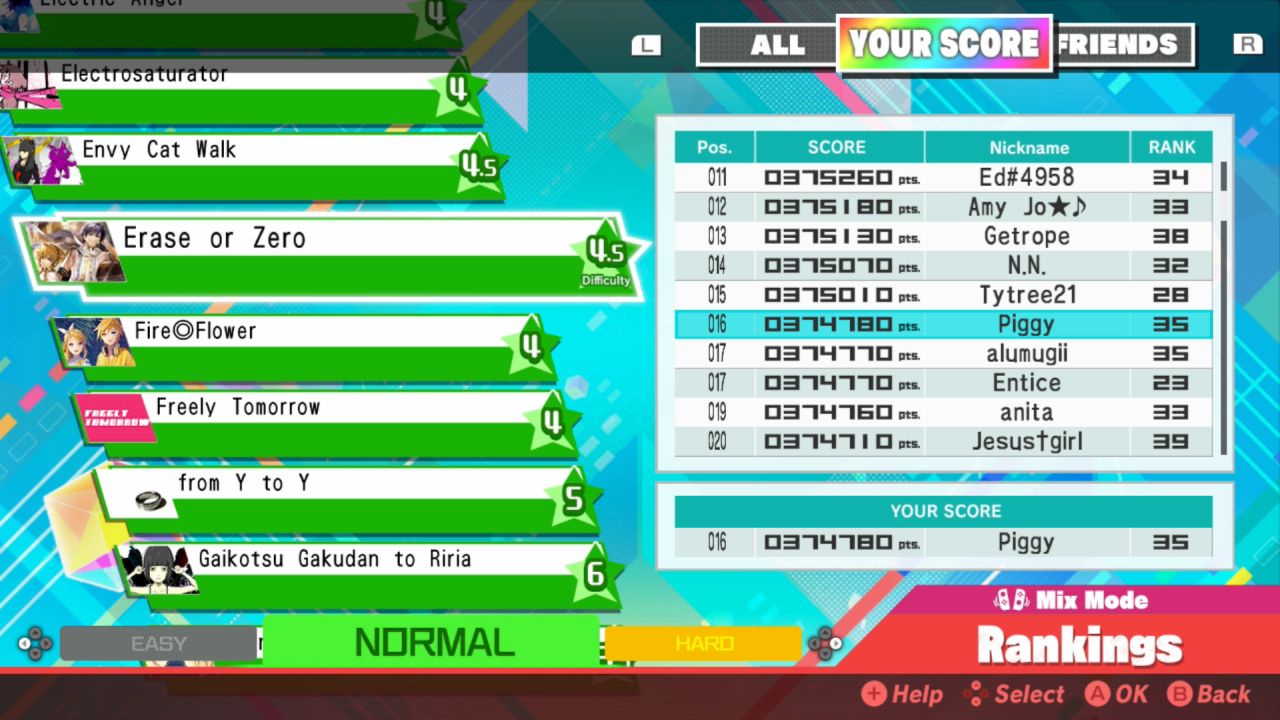 Electric Angel
4
Electrosaturator
4
Envy Cat Walk
4.5
Erase or Zero
4.5
Difficulty
Fire◎Flower
4
FREELY
TOMORROW
Freely Tomorrow
4
from Y to Y
5
Gaikotsu Gakudan to Riria
6
EASY
NORMAL
HARD
L
ALL
YOUR SCORE
FRIENDS
R
Pos. SCORE Nickname RANK
011 0375260 pts. Ed#4958 34
012 0375180 pts. Amy Jo★♪ 33
013 0375130 pts. Getrope 38
014 0375070 pts. N.N. 32
015 0375010 pts. Tytree21 28
016 0374780 pts. Piggy 35
017 0374770 pts. alumugii 35
017 0374770 pts. Entice 23
019 0374760 pts. anita 33
020 0374710 pts. Jesus†girl 39
YOUR SCORE
016 0374780 pts. Piggy 35
Mix Mode
Rankings
+ Help Select A OK B Back